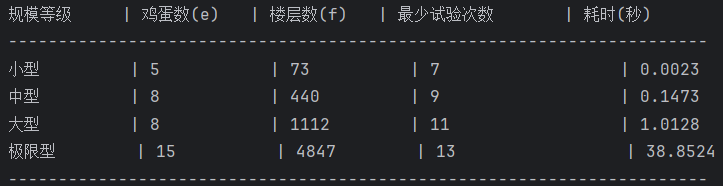 规模等级 | 鸡蛋数(e) | 楼层数(f) | 最少试验次数 | 耗时(秒)
----------------------------------------------------------------------
小型 | 5 | 73 | 7 | 0.0023
中型 | 8 | 440 | 9 | 0.1473
大型 | 8 | 1112 | 11 | 1.0128
极限型 | 15 | 4847 | 13 | 38.8524
----------------------------------------------------------------------